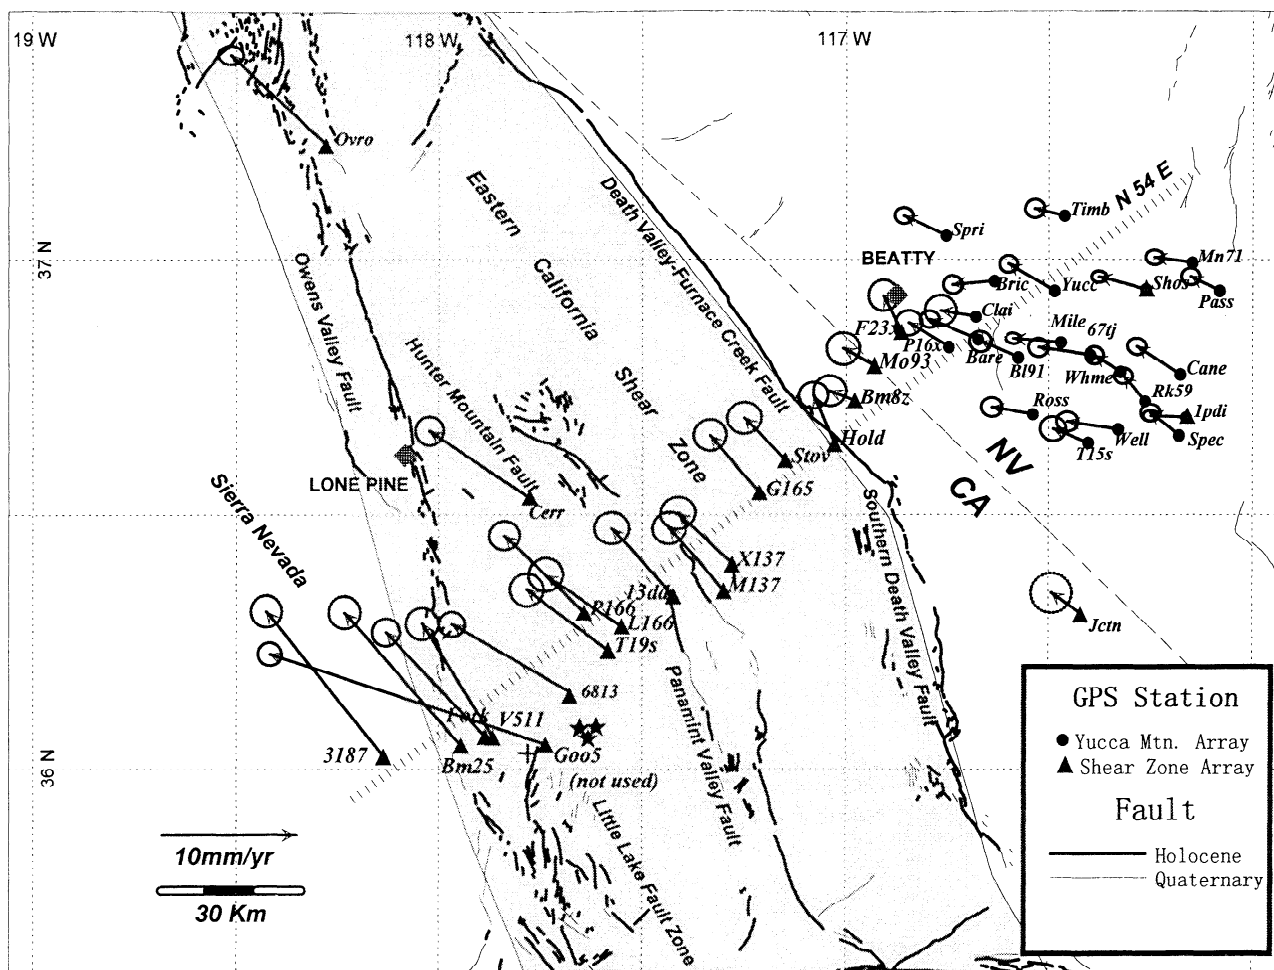 19 W
118 W
117 W
Ovro
Eastern
California
Shear
Zone
Death Valley-Furnace Creek Fault
N 54 E
Timb
Spri
37 N
BEATTY
Mn71
Bric
Yucc
Shos
Pass
Owens Valley Fault
Clai
F23x
P16x
Mile
67tj
Bare
Bl91
Mo93
Whme
Cane
Hunter Mountain Fault
Rk59
Bm8z
Ross
1pdi
Hold
Well
Spec
T15s
Stov
NV
CA
LONE PINE
G165
Sierra Nevada
Cerr
Southern Death Valley Fault
X137
M137
13dd
P166
L166
T19s
Jctn
6813
Panamint Valley Fault
Fork
V511
3187
Bm25
Goo5
(not used)
36 N
Little Lake Fault Zone
10mm/yr
30 Km
GPS Station
Yucca Mtn. Array
Shear Zone Array
Fault
Holocene
Quaternary